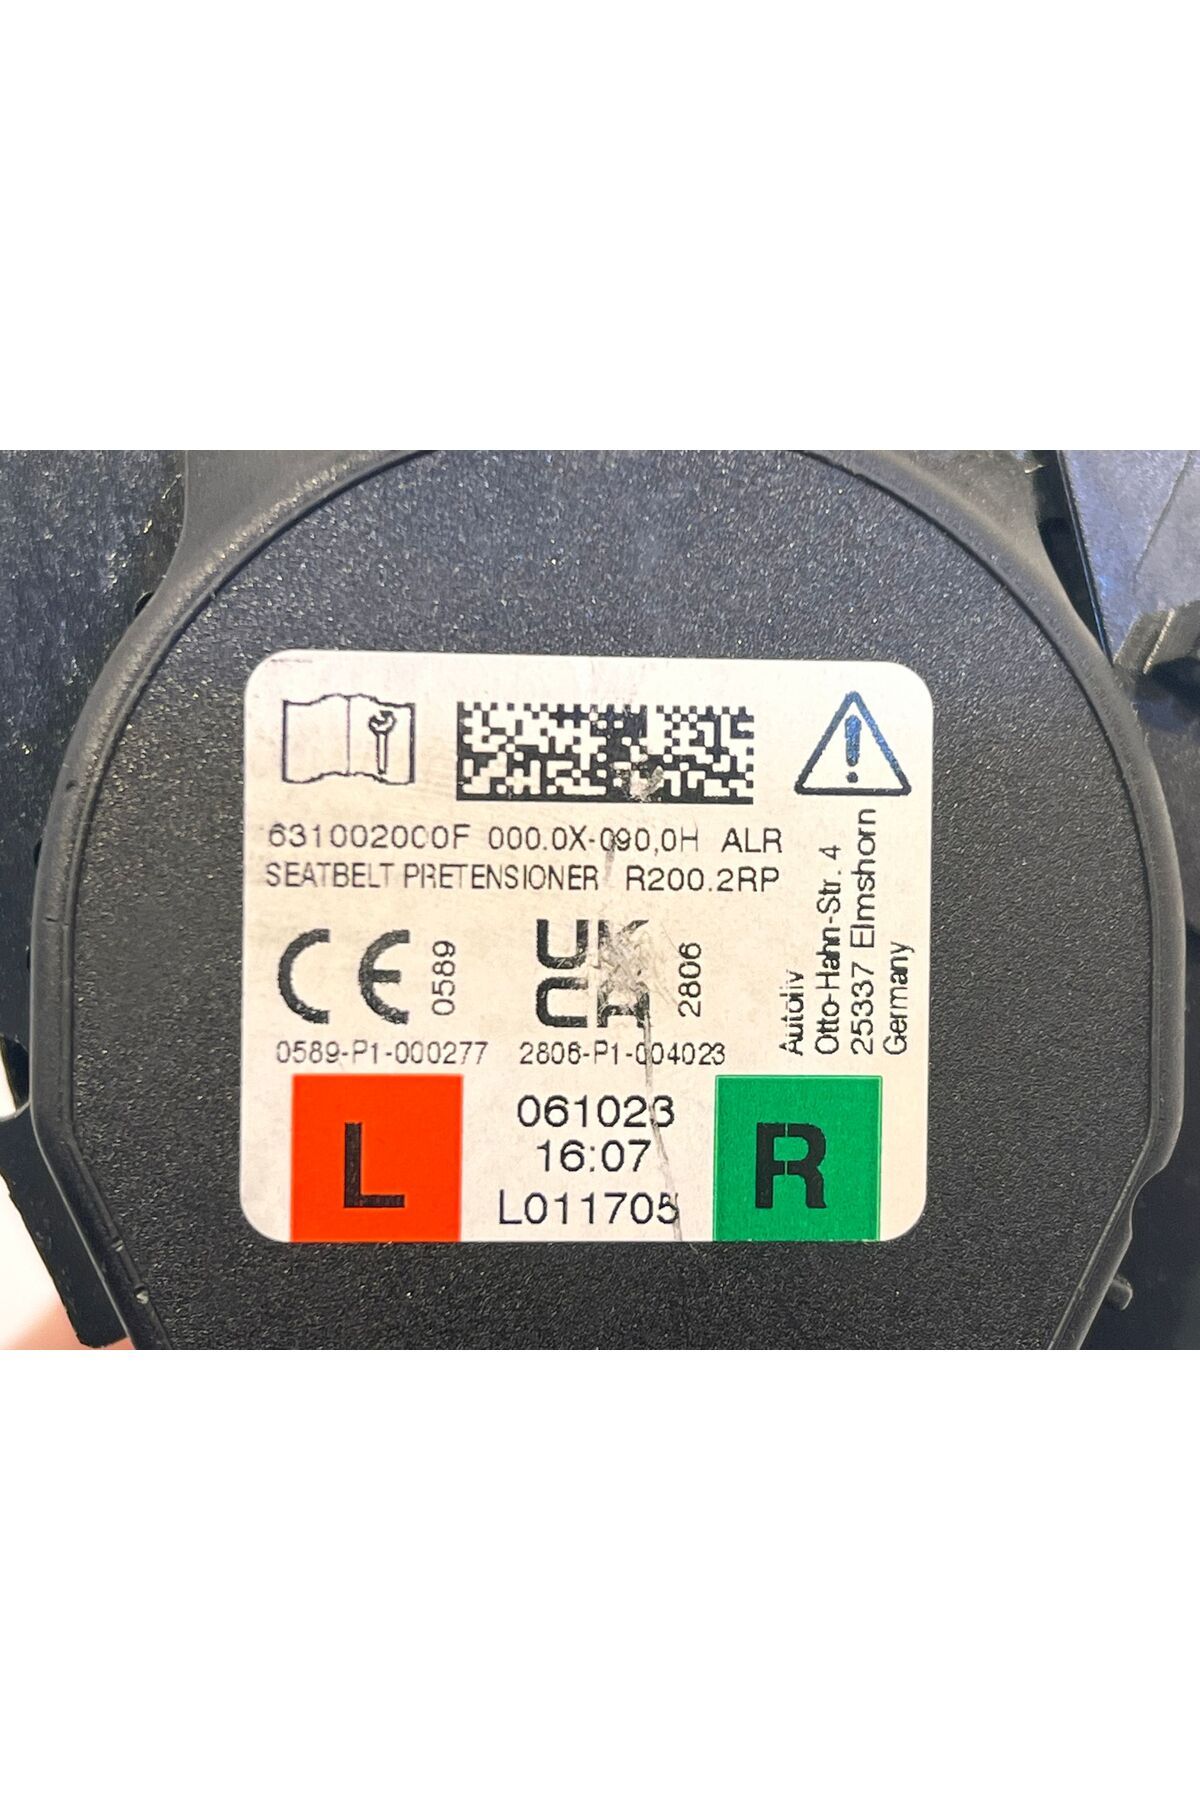 631002000F 000.0X-090,0H ALR
SEATBELT PRETENSIONER R200.2RP
CE 0589
UK
CA 2806
0589-P1-000277 2806-P1-004023
Autoliv
Otto-Hahn-Str. 4
25337 Elmshorn
Germany
L
061023
16:07
L011705
R